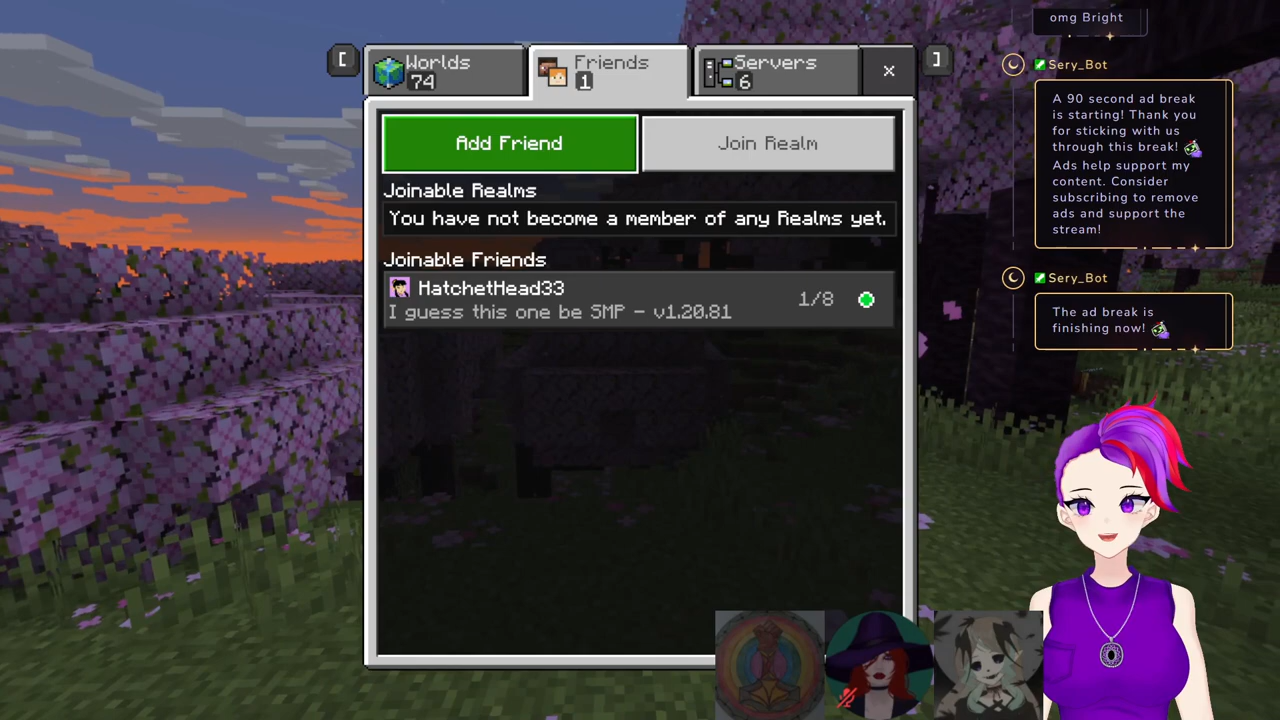 [
Worlds
74
Friends
1
Servers
6
]
Add Friend
Join Realm
Joinable Realms
You have not become a member of any Realms yet.
Joinable Friends
HatchetHead33
I guess this one be SMP - v1.20.81
1/8
omg Bright
Sery_Bot
A 90 second ad break
is starting! Thank you
for sticking with us
through this break!
Ads help support my
content. Consider
subscribing to remove
ads and support the
stream!
Sery_Bot
The ad break is
finishing now!